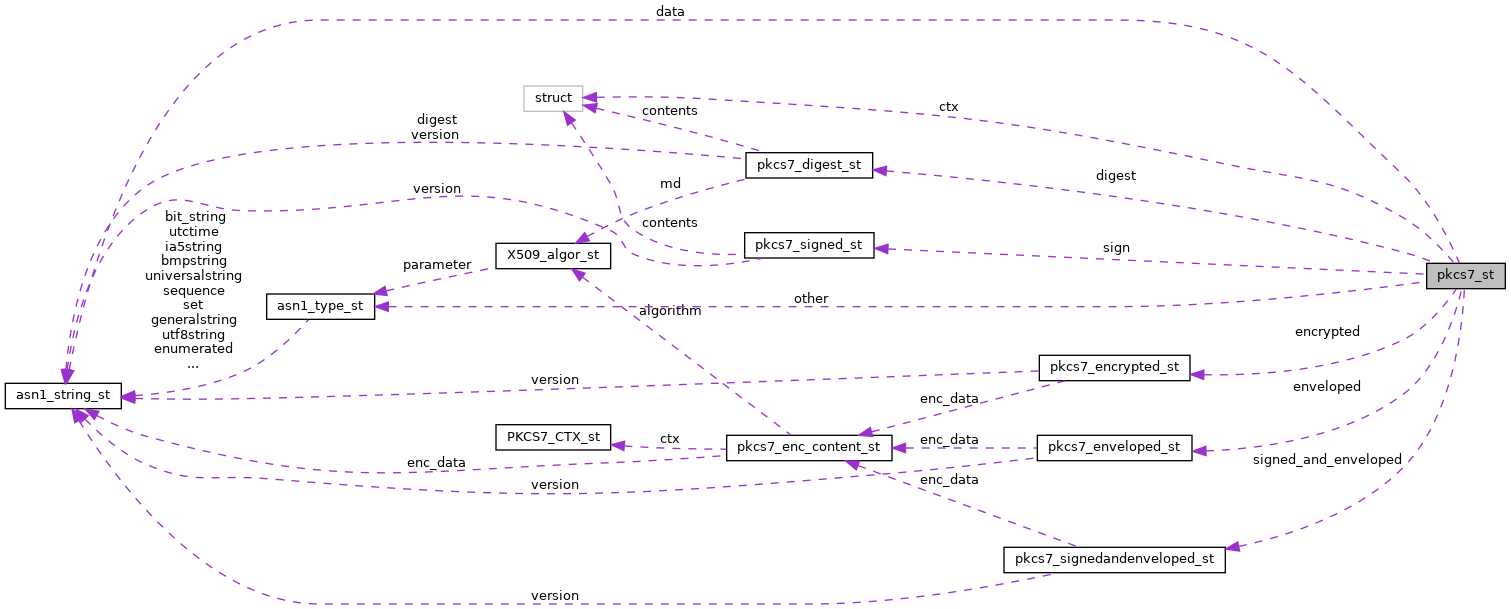 data
struct
ctx
contents
digest
version
pkcs7_digest_st
digest
md
version
bit_string
utctime
ia5string
bmpstring
universalstring
sequence
set
generalstring
utf8string
enumerated
...
contents
pkcs7_signed_st
sign
X509_algor_st
parameter
pkcs7_st
asn1_type_st
other
algorithm
encrypted
pkcs7_encrypted_st
version
enveloped
asn1_string_st
enc_data
PKCS7_CTX_st
ctx
pkcs7_enc_content_st
enc_data
pkcs7_enveloped_st
enc_data
signed_and_enveloped
version
enc_data
pkcs7_signedandenveloped_st
version